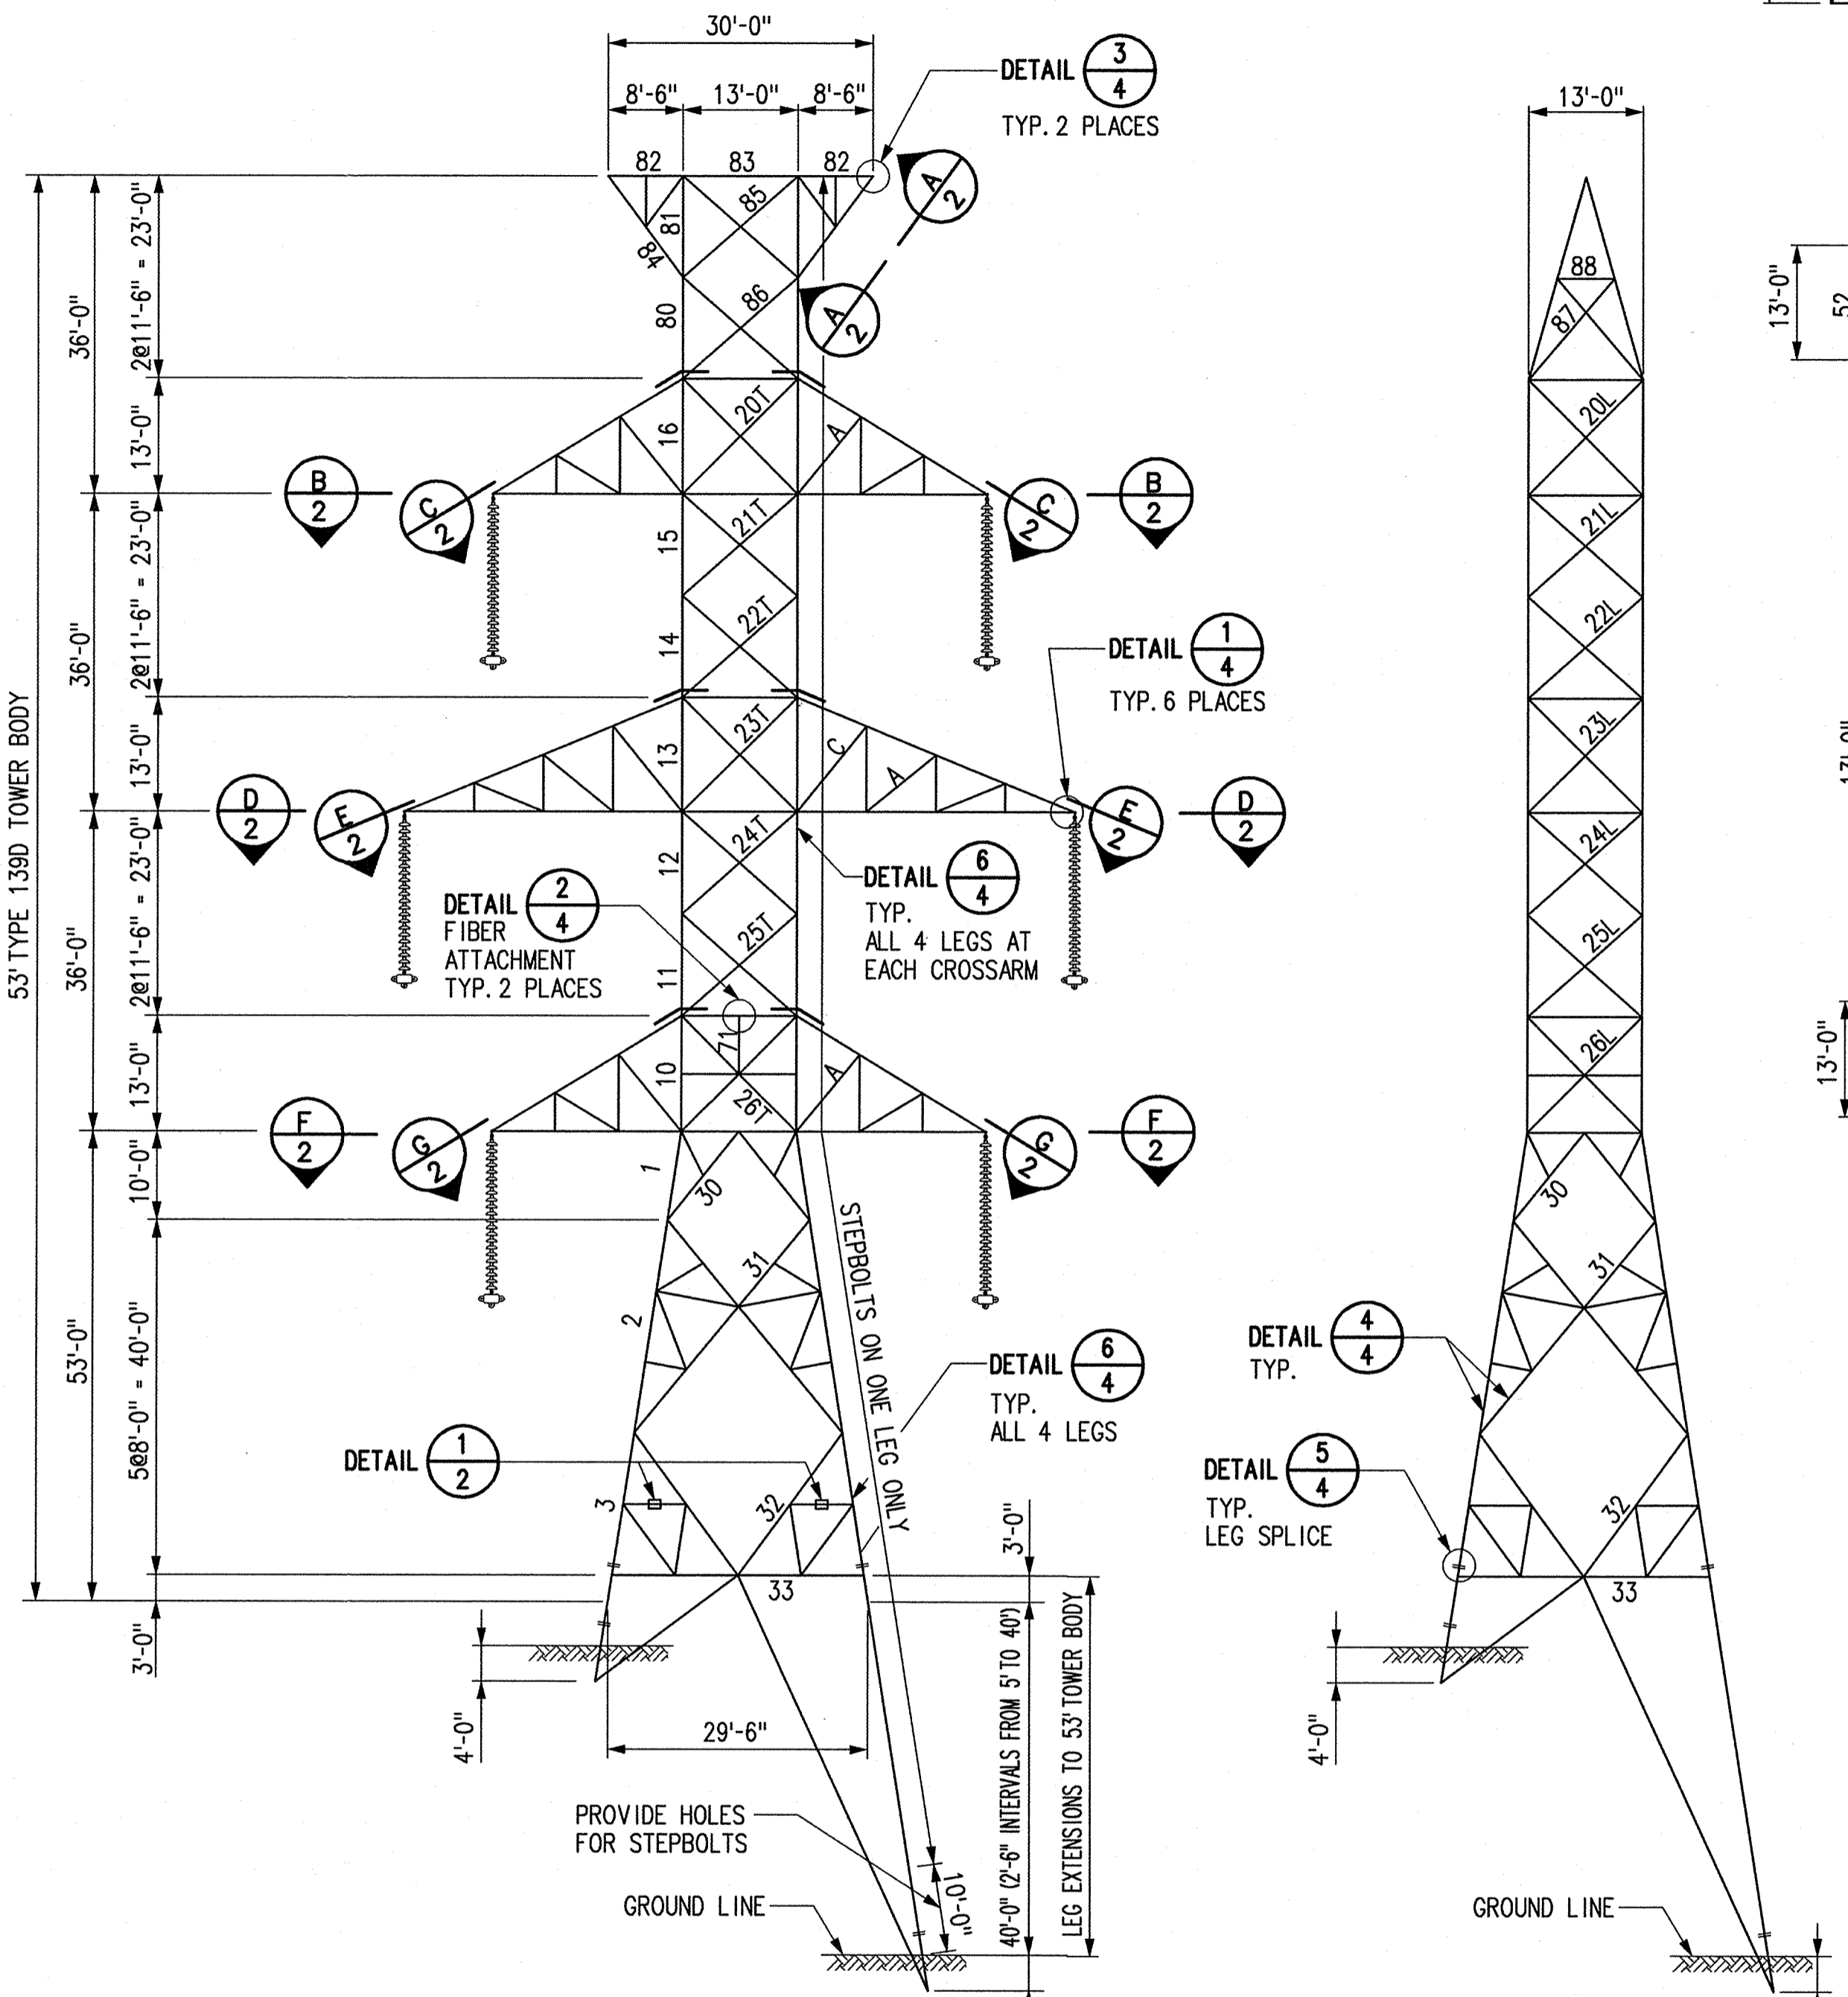 30'-0"
8'-6" 13'-0" 8'-6"
DETAIL 3/4
TYP. 2 PLACES
13'-0"
82 83 82
81 85
84
80 86
A/2
A/2
88
87
53' TYPE 139D TOWER BODY
36'-0"
36'-0"
36'-0"
53'-0"
2@11'-6" = 23'-0"
13'-0"
2@11'-6" = 23'-0"
13'-0"
2@11'-6" = 23'-0"
13'-0"
10'-0"
5@8'-0" = 40'-0"
3'-0"
16 20T A
20L
B/2 C/2 C/2 B/2
15 21T
21L
14 22T
22L
DETAIL 1/4
TYP. 6 PLACES
13 23T C A
23L
D/2 E/2 E/2 D/2
12 24T
24L
DETAIL 2/4
FIBER
ATTACHMENT
TYP. 2 PLACES
DETAIL 6/4
TYP.
ALL 4 LEGS AT
EACH CROSSARM
11 25T
25L
71
10 26T A
26L
F/2 G/2 G/2 F/2
1 30
30
31
31
2
STEPBOLTS ON ONE LEG ONLY
DETAIL 6/4
TYP.
ALL 4 LEGS
DETAIL 4/4
TYP.
DETAIL 1/2
DETAIL 5/4
TYP.
LEG SPLICE
3 32
32
33
33
3'-0"
4'-0"
29'-6"
4'-0"
40'-0" (2'-6" INTERVALS FROM 5' TO 40')
LEG EXTENSIONS TO 53' TOWER BODY
PROVIDE HOLES
FOR STEPBOLTS
10'-0"
GROUND LINE
GROUND LINE
13'-0"
52
13'-0"
13'-0"